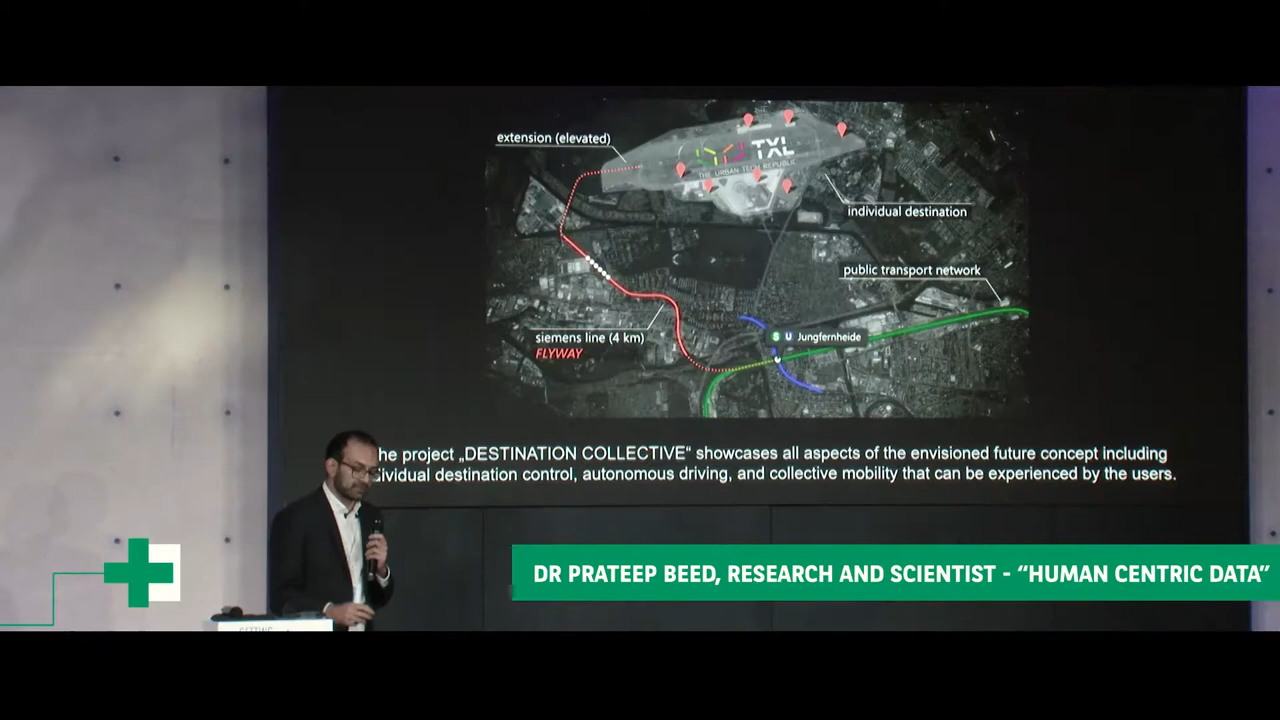 extension (elevated)
TXL
THE URBAN TECH REPUBLIC
individual destination
public transport network
S U Jungfernheide
siemens line (4 km)
FLYWAY
he project „DESTINATION COLLECTIVE“ showcases all aspects of the envisioned future concept including
dividual destination control, autonomous driving, and collective mobility that can be experienced by the users.
DR PRATEEP BEED, RESEARCH AND SCIENTIST - “HUMAN CENTRIC DATA”